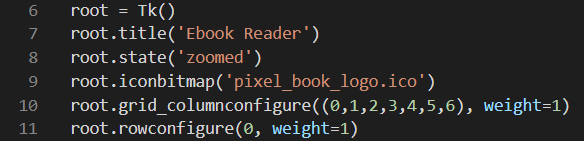 6 root = Tk()
7 root.title('Ebook Reader')
8 root.state('zoomed')
9 root.iconbitmap('pixel_book_logo.ico')
10 root.grid_columnconfigure((0,1,2,3,4,5,6), weight=1)
11 root.rowconfigure(0, weight=1)